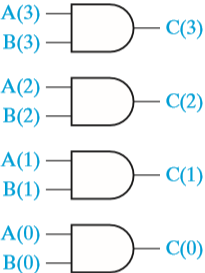 A(3)
B(3)
C(3)
A(2)
B(2)
C(2)
A(1)
B(1)
C(1)
A(0)
B(0)
C(0)